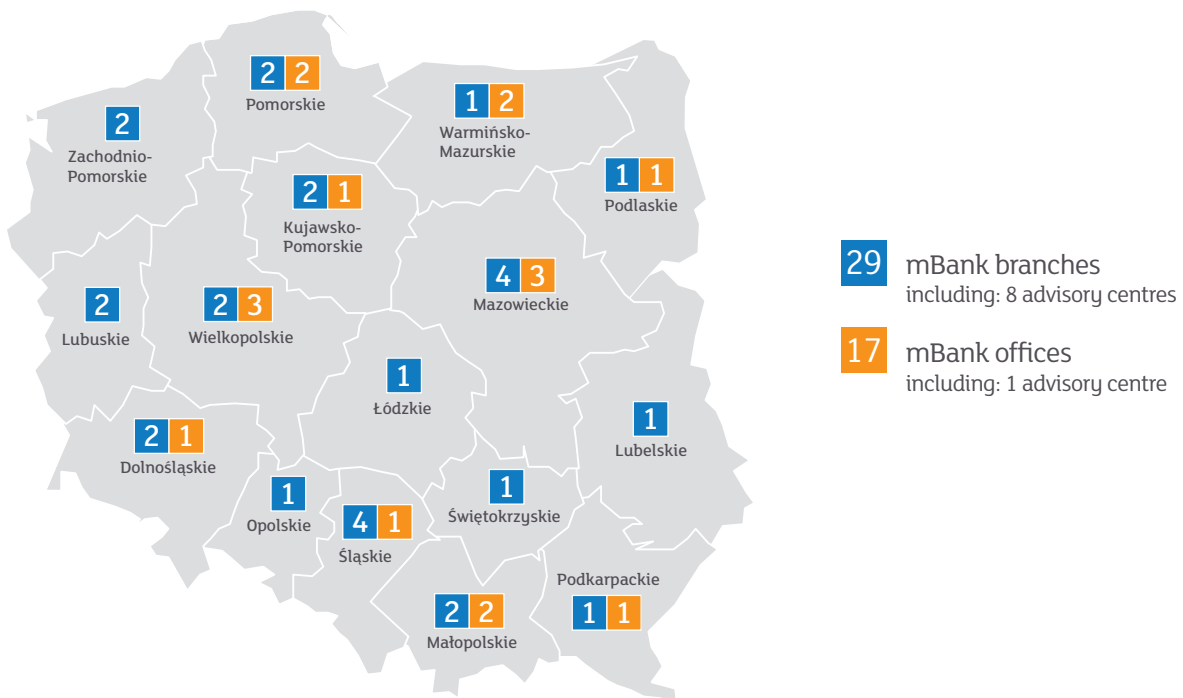 2 2
Pomorskie
1 2
Warmińsko-
Mazurskie
2
Zachodnio-
Pomorskie
1 1
Podlaskie
2 1
Kujawsko-
Pomorskie
4 3
Mazowieckie
2
Lubuskie
2 3
Wielkopolskie
1
Łódzkie
1
Lubelskie
2 1
Dolnośląskie
1
Opolskie
4 1
Śląskie
1
Świętokrzyskie
Podkarpackie
1 1
2 2
Małopolskie
29 mBank branches
including: 8 advisory centres
17 mBank offices
including: 1 advisory centre